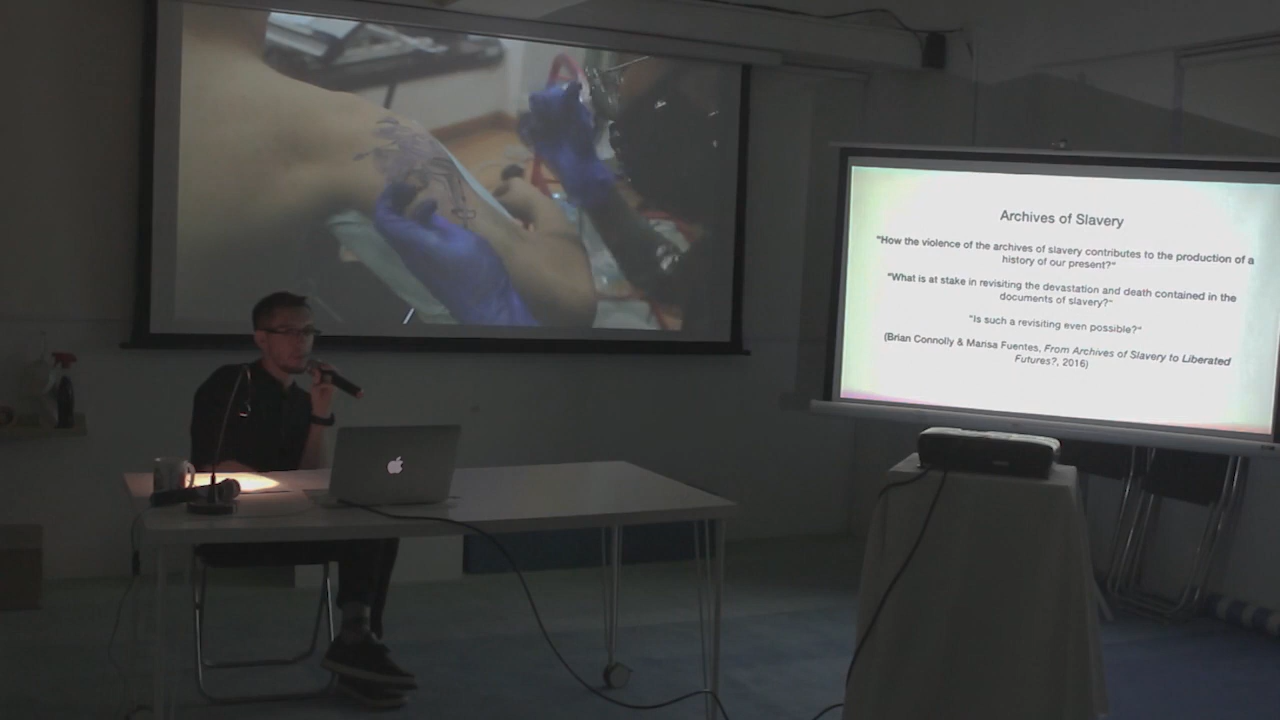 Archives of Slavery
"How the violence of the archives of slavery contributes to the production of a
history of our present?"
"What is at stake in revisiting the devastation and death contained in the
documents of slavery?"
"Is such a revisiting even possible?"
(Brian Connolly & Marisa Fuentes, From Archives of Slavery to Liberated
Futures?, 2016)